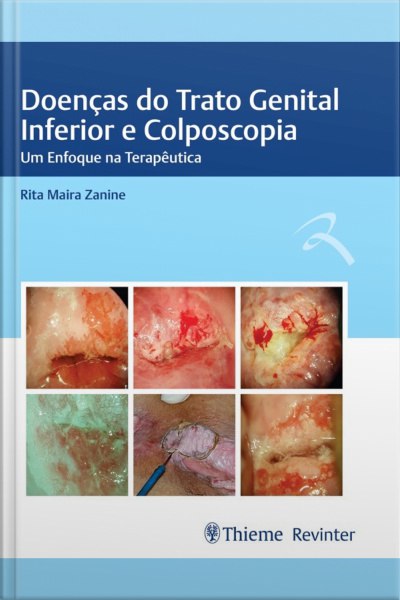 Doenças do Trato Genital
Inferior e Colposcopia
Um Enfoque na Terapêutica
Rita Maira Zanine
Thieme Revinter